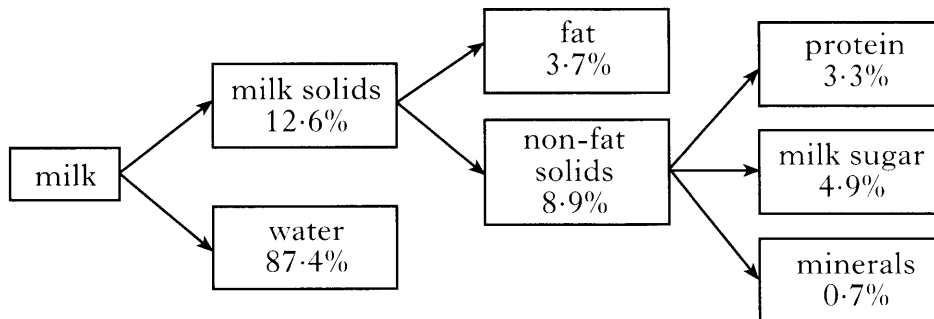 milk
milk solids
12·6%
water
87·4%
fat
3·7%
non-fat
solids
8·9%
protein
3·3%
milk sugar
4·9%
minerals
0·7%